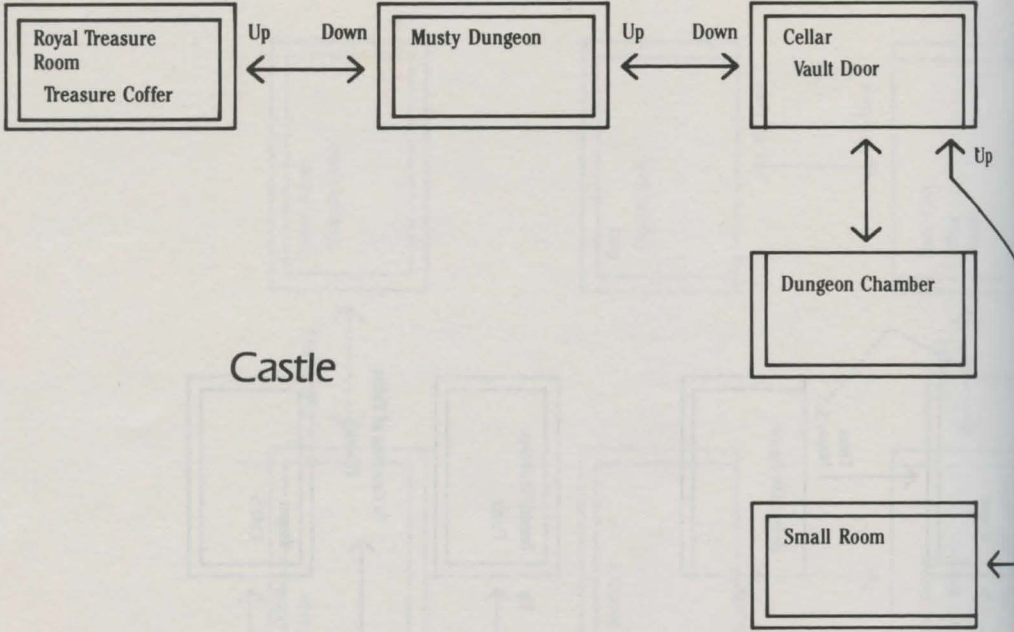 Royal Treasure
Room
Treasure Coffer
Up
Down
Musty Dungeon
Up
Down
Cellar
Vault Door
Up
Dungeon Chamber
Castle
Small Room